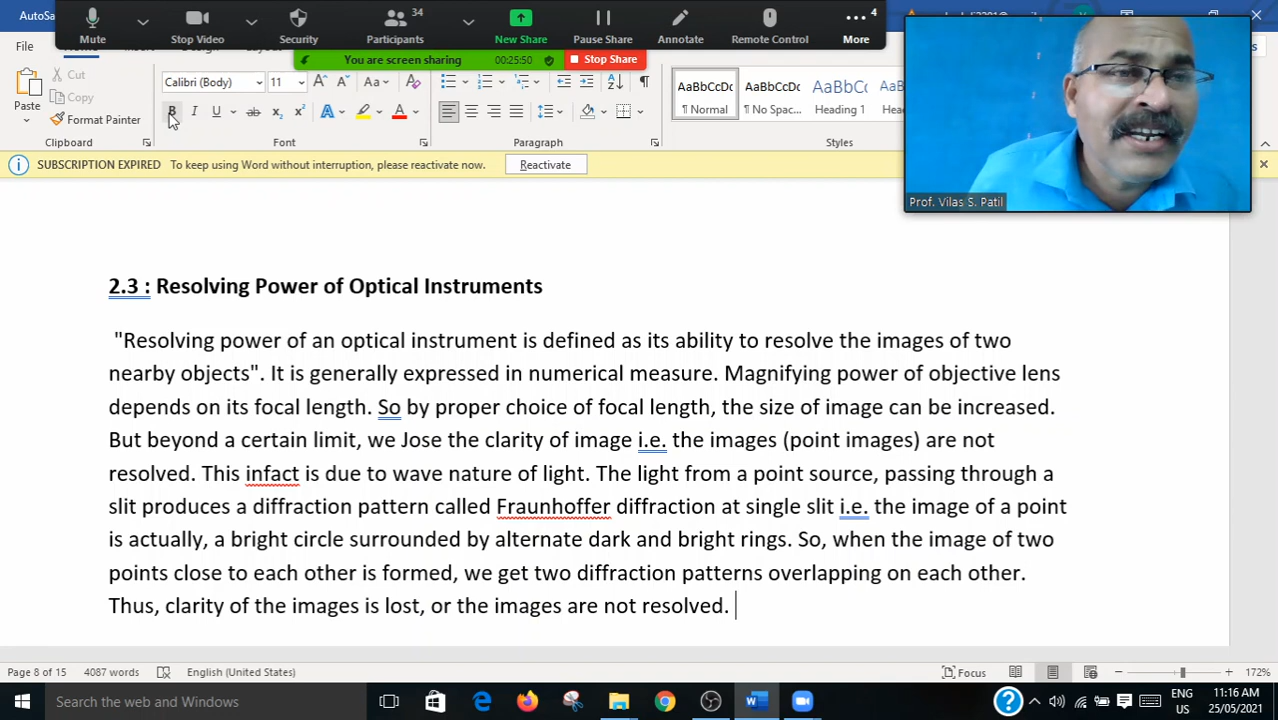 AutoSa
34
4
Mute
Stop Video
Security
Participants
New Share
Pause Share
Annotate
Remote Control
More
File
You are screen sharing
00:25:50
Stop Share
Cut
Copy
Paste
Format Painter
Calibri (Body)
11
AaBbCcDc
AaBbCcDc
AaBbC
¶ Normal
¶ No Spac...
Heading 1
Clipboard
Font
Paragraph
Styles
Prof. Vilas S. Patil
SUBSCRIPTION EXPIRED To keep using Word without interruption, please reactivate now. Reactivate
2.3 : Resolving Power of Optical Instruments
"Resolving power of an optical instrument is defined as its ability to resolve the images of two
nearby objects". It is generally expressed in numerical measure. Magnifying power of objective lens
depends on its focal length. So by proper choice of focal length, the size of image can be increased.
But beyond a certain limit, we Jose the clarity of image i.e. the images (point images) are not
resolved. This infact is due to wave nature of light. The light from a point source, passing through a
slit produces a diffraction pattern called Fraunhoffer diffraction at single slit i.e. the image of a point
is actually, a bright circle surrounded by alternate dark and bright rings. So, when the image of two
points close to each other is formed, we get two diffraction patterns overlapping on each other.
Thus, clarity of the images is lost, or the images are not resolved.
Page 8 of 15 4087 words English (United States) Focus 172%
Search the web and Windows
ENG
US
11:16 AM
25/05/2021